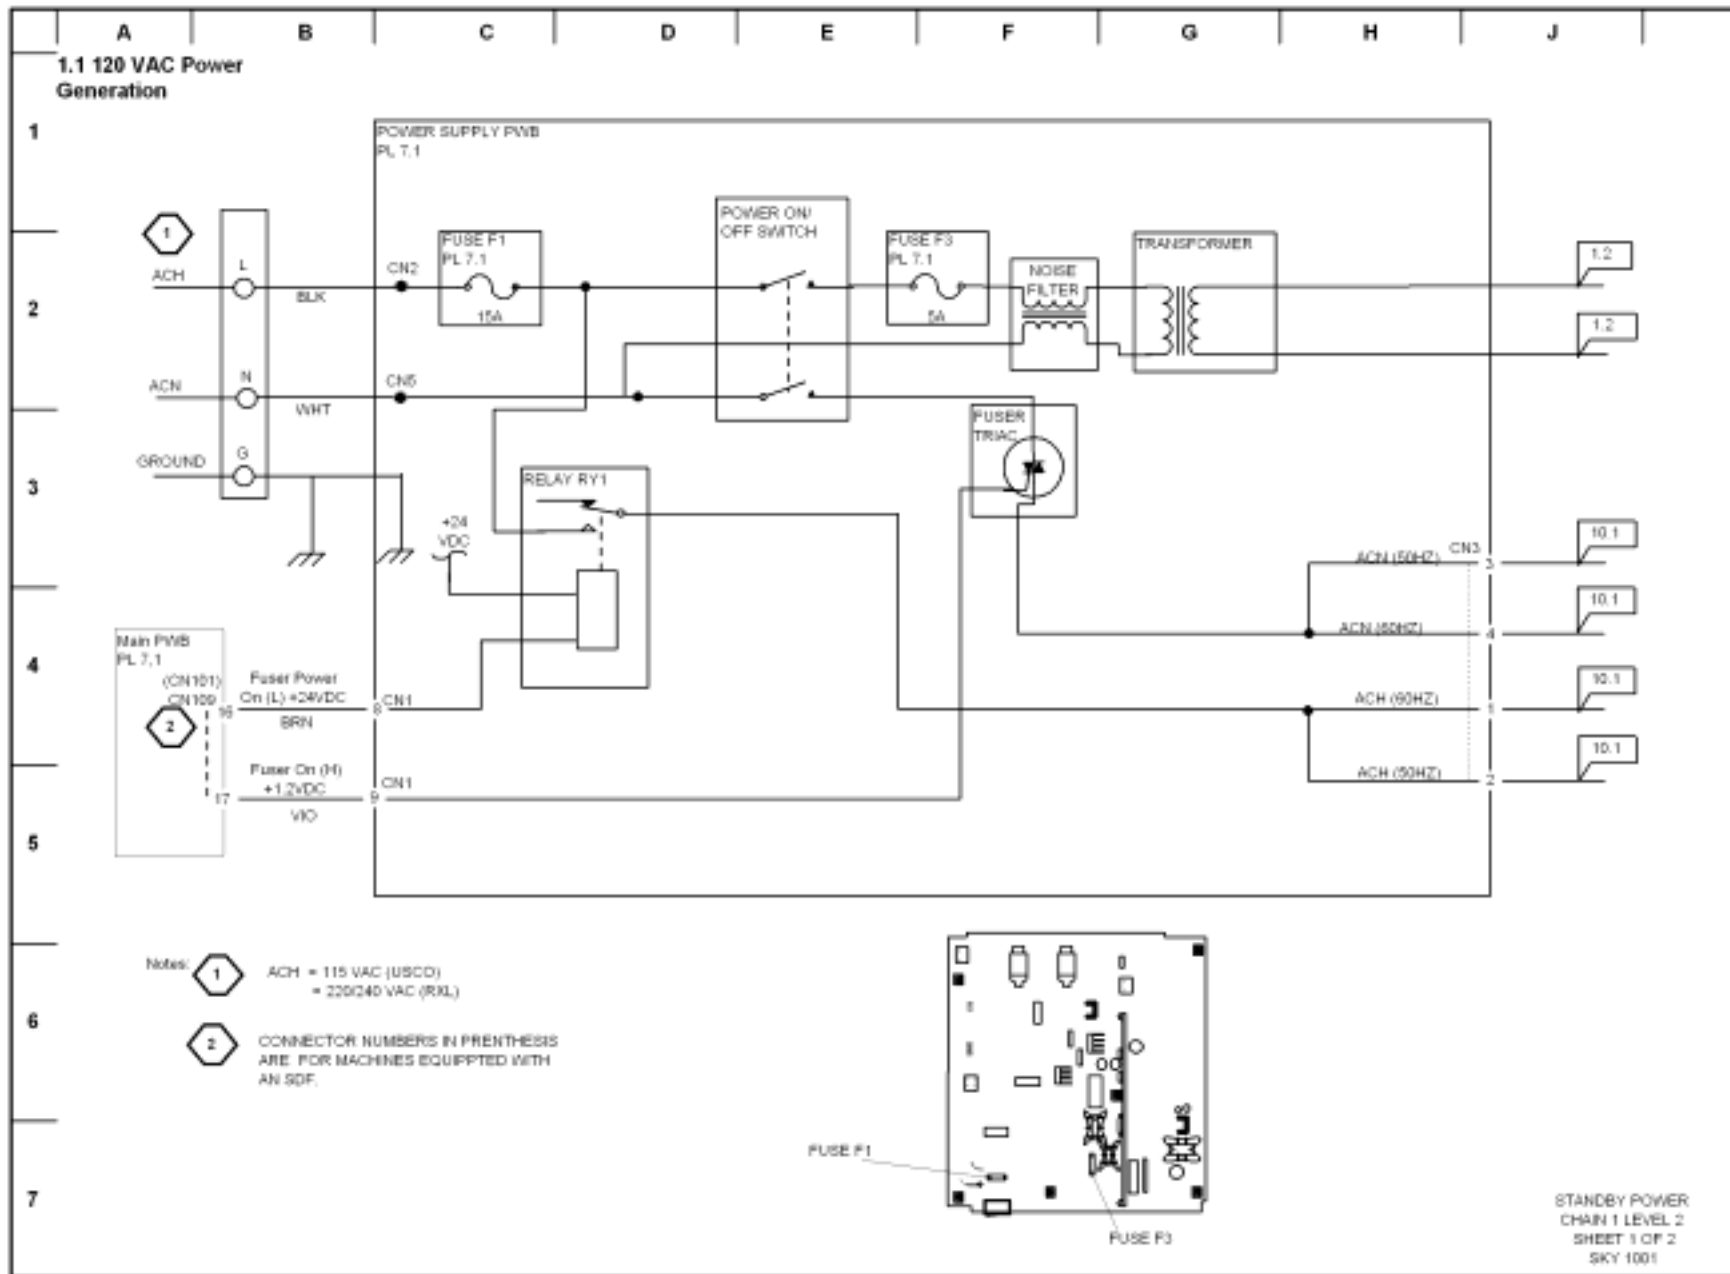 A B C D E F G H J
1.1 120 VAC Power
Generation
1
POWER SUPPLY PWB
PL 7.1
POWER ON/
OFF SWITCH
1
FUSE F1
PL 7.1
FUSE F3
PL 7.1
TRANSFORMER
1.2
L
CN2
NOISE
FILTER
ACH
BLK
2
15A
5A
1.2
N
CN5
ACN
WHT
FUSER
TRIAC
G
GROUND
3
RELAY RY1
+24
VDC
10.1
CN3
ACN (50HZ)
3
10.1
ACN (60HZ)
4
Main PWB
PL 7.1
4
(CN101)
CN109
16
Fuser Power
On (L) +24VDC
BRN
8
CN1
10.1
ACH (60HZ)
1
2
10.1
Fuser On (H)
+1.2VDC
CN1
ACH (50HZ)
2
17
9
VIO
5
Notes:
1
ACH = 115 VAC (USCO)
= 220/240 VAC (RXL)
6
2
CONNECTOR NUMBERS IN PRENTHESIS
ARE FOR MACHINES EQUIPPTED WITH
AN SDF.
FUSE F1
7
FUSE F3
STANDBY POWER
CHAIN 1 LEVEL 2
SHEET 1 OF 2
SKY 1001